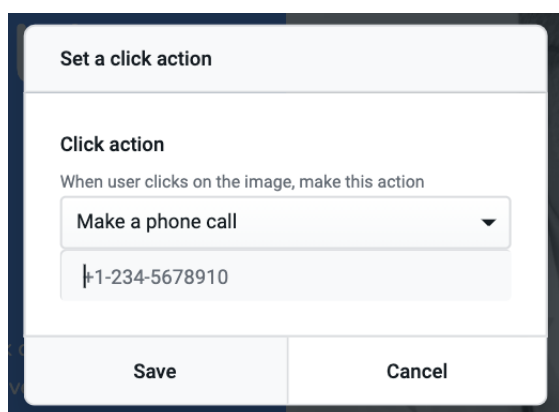 Set a click action
Click action
When user clicks on the image, make this action
Make a phone call
+1-234-5678910
Save
Cancel